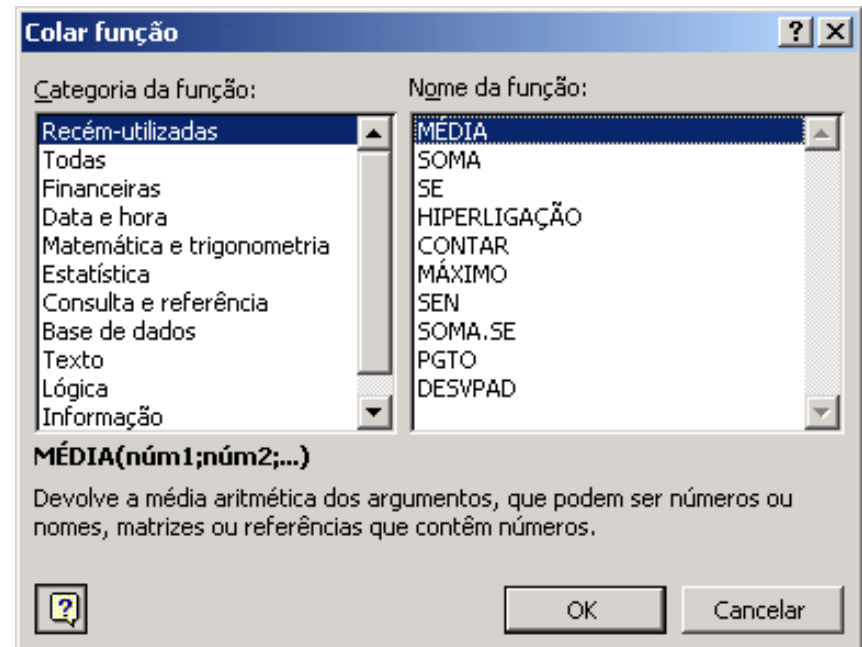 Colar função
Categoria da função:
Recém-utilizadas
Todas
Financeiras
Data e hora
Matemática e trigonometria
Estatística
Consulta e referência
Base de dados
Texto
Lógica
Informação
Nome da função:
MÉDIA
SOMA
SE
HIPERLIGAÇÃO
CONTAR
MÁXIMO
SEN
SOMA.SE
PGTO
DESVPAD
MÉDIA(núm1;núm2;...)
Devolve a média aritmética dos argumentos, que podem ser números ou
nomes, matrizes ou referências que contêm números.
OK
Cancelar